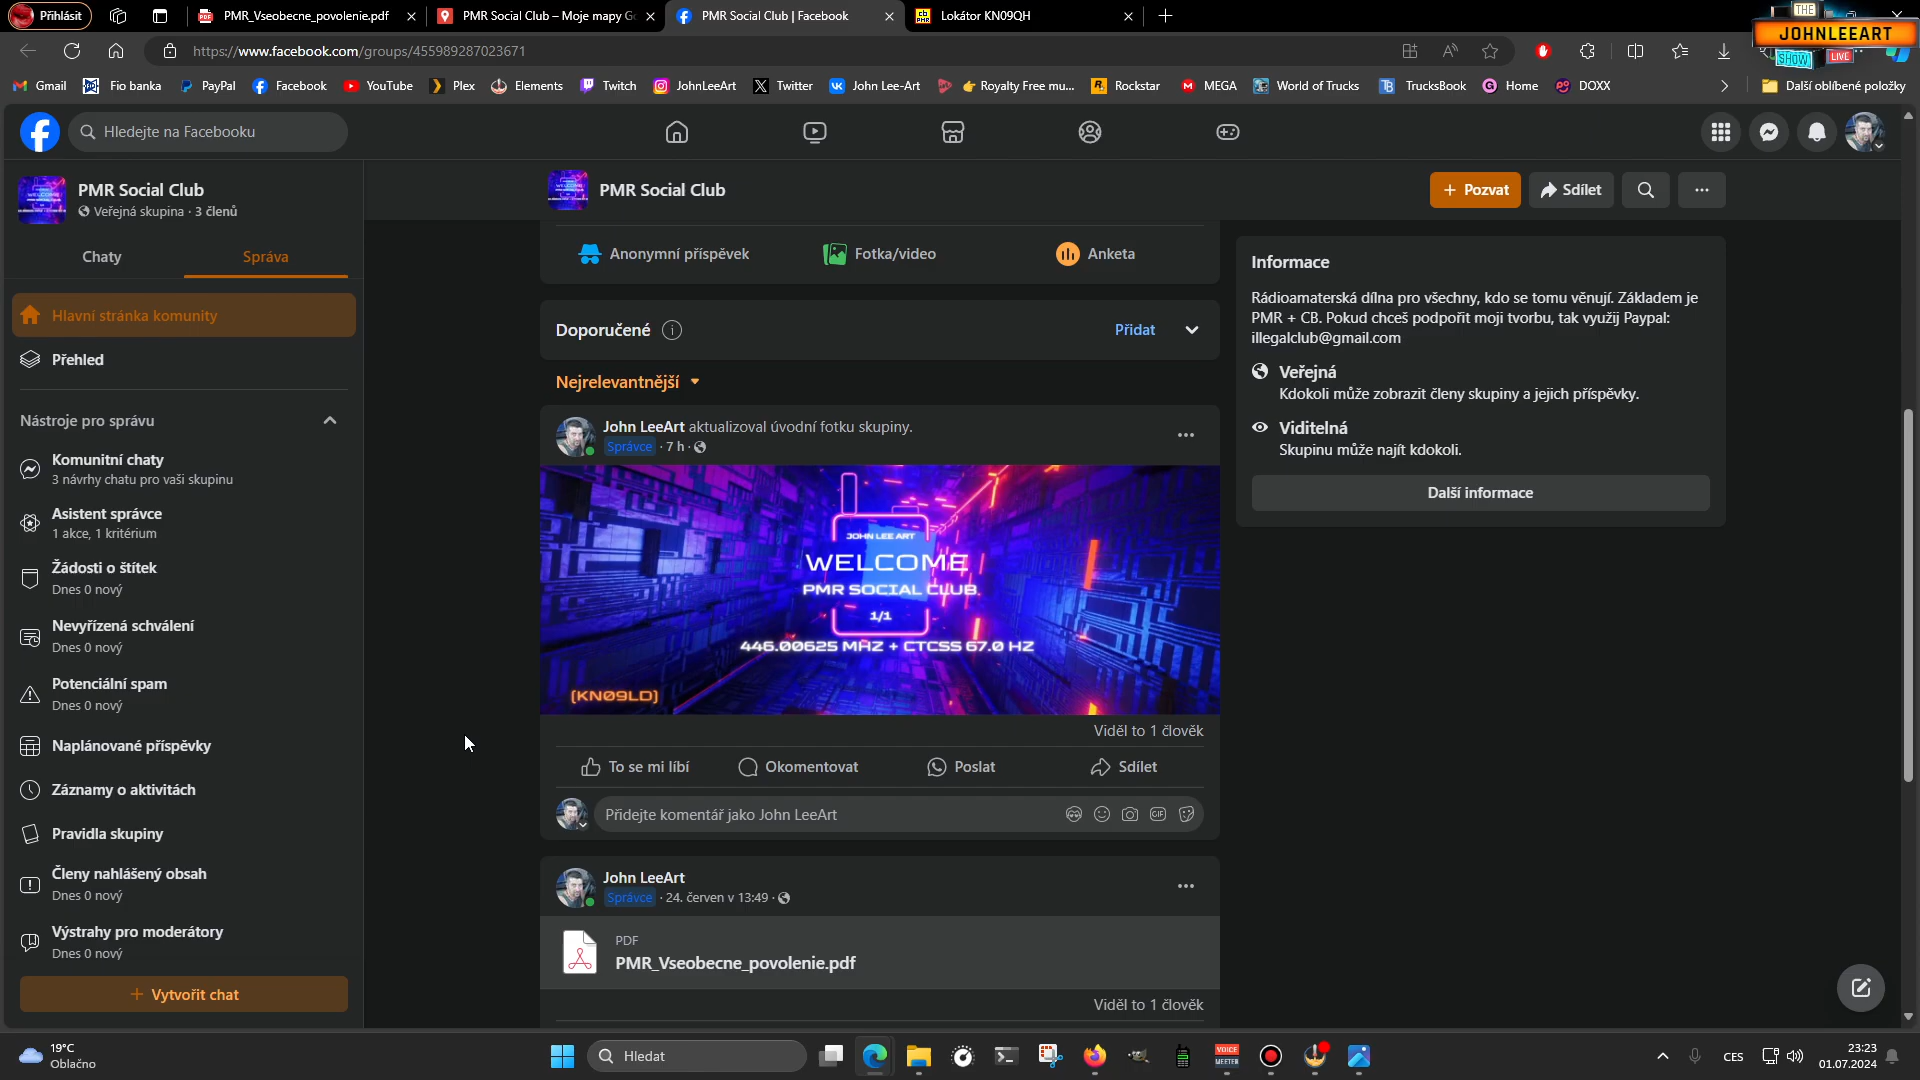 Přihlásit
PMR_Vseobecne_povolenie.pdf
PMR Social Club – Moje mapy Go
PMR Social Club | Facebook
Lokátor KN09QH
THE
JOHNLEEART
SHOW
LIVE
https://www.facebook.com/groups/455989287023671
Gmail
Fio banka
PayPal
Facebook
YouTube
Plex
Elements
Twitch
JohnLeeArt
Twitter
John Lee-Art
👉 Royalty Free mu...
Rockstar
MEGA
World of Trucks
TrucksBook
Home
DOXX
Další oblíbené položky
Hledejte na Facebooku
PMR Social Club
Veřejná skupina · 3 členů
Chaty
Správa
Hlavní stránka komunity
Přehled
Nástroje pro správu
Komunitní chaty
3 návrhy chatu pro vaši skupinu
Asistent správce
1 akce, 1 kritérium
Žádosti o štítek
Dnes 0 nový
Nevyřízená schválení
Dnes 0 nový
Potenciální spam
Dnes 0 nový
Naplánované příspěvky
Záznamy o aktivitách
Pravidla skupiny
Členy nahlášený obsah
Dnes 0 nový
Výstrahy pro moderátory
Dnes 0 nový
+ Vytvořit chat
PMR Social Club
+ Pozvat
Sdílet
Anonymní příspěvek
Fotka/video
Anketa
Doporučené
Přidat
Nejrelevantnější
John LeeArt aktualizoval úvodní fotku skupiny.
Správce · 7 h ·
JOHN LEE ART
WELCOME
PMR SOCIAL CLUB
1/1
446.00625 MHZ + CTCSS 67.0 HZ
(KN09LD)
Viděl to 1 člověk
To se mi líbí
Okomentovat
Poslat
Sdílet
Přidejte komentář jako John LeeArt
GIF
John LeeArt
Správce · 24. červen v 13:49 ·
PDF
PMR_Vseobecne_povolenie.pdf
Viděl to 1 člověk
Informace
Rádioamaterská dílna pro všechny, kdo se tomu věnují. Základem je
PMR + CB. Pokud chceš podpořit moji tvorbu, tak využij Paypal:
illegalclub@gmail.com
Veřejná
Kdokoli může zobrazit členy skupiny a jejich příspěvky.
Viditelná
Skupinu může najít kdokoli.
Další informace
19°C
Oblačno
Hledat
VOICE
MEETER
CES
23:23
01.07.2024